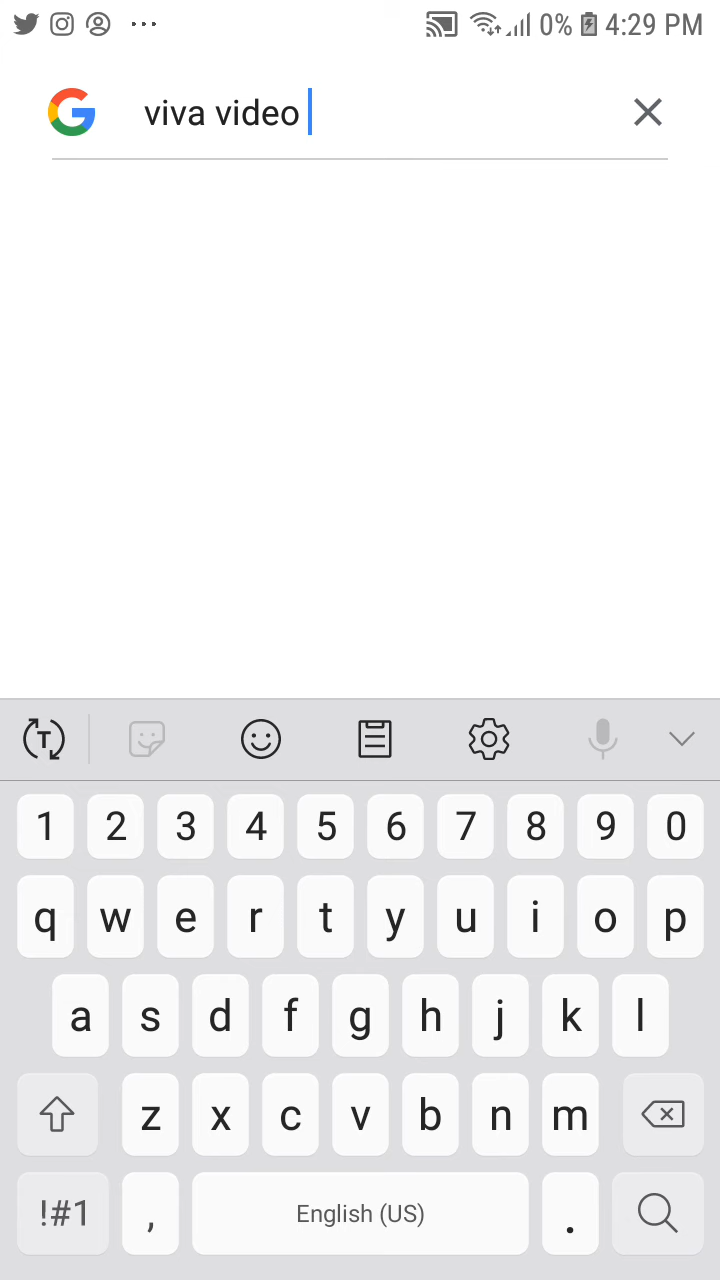 0% 4:29 PM
viva video
1 2 3 4 5 6 7 8 9 0
q w e r t y u i o p
a s d f g h j k l
z x c v b n m
!#1 , English (US) .